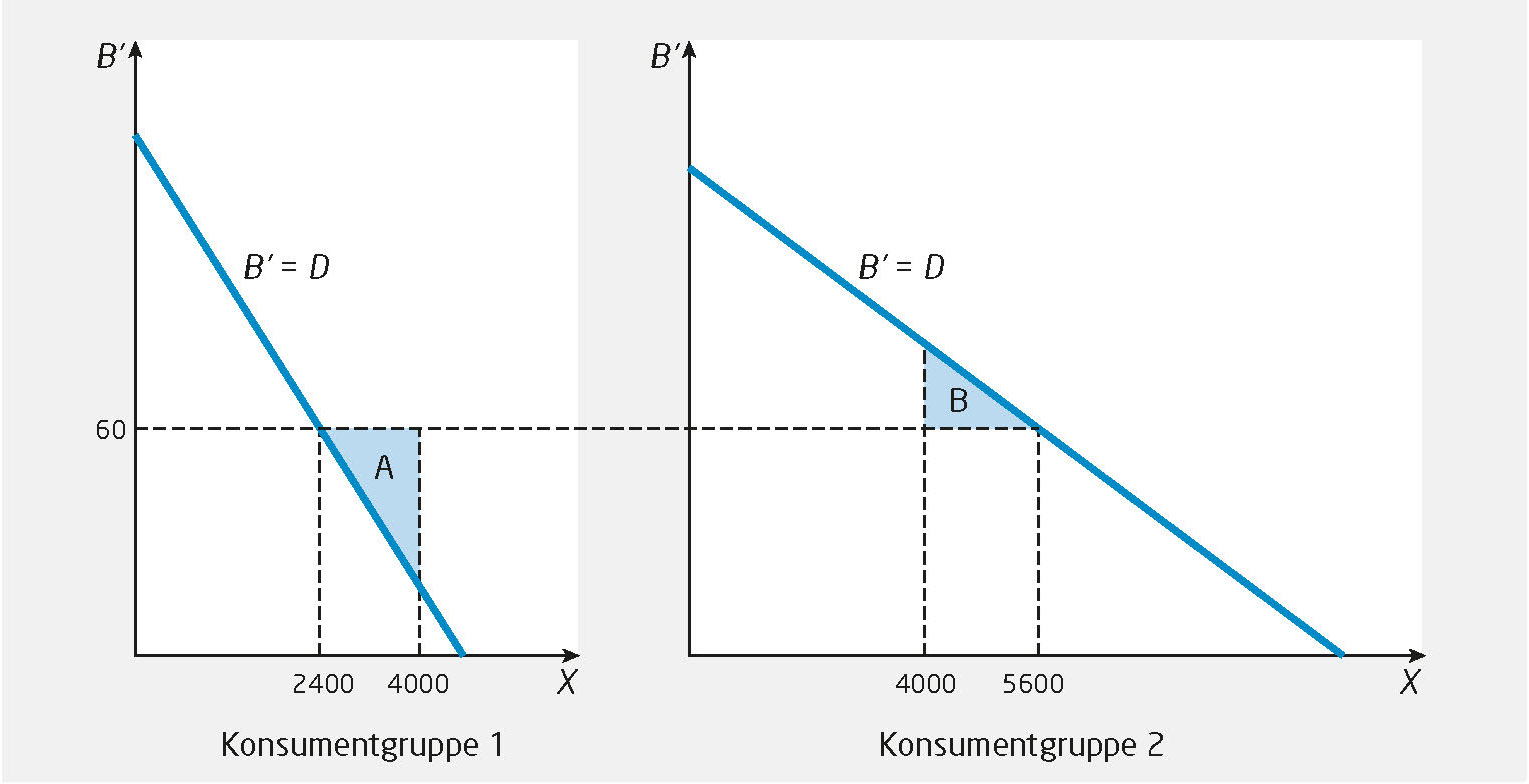 B′
B′ = D
60
A
2400
4000
X
Konsumentgruppe 1
B′
B′ = D
B
4000
5600
X
Konsumentgruppe 2